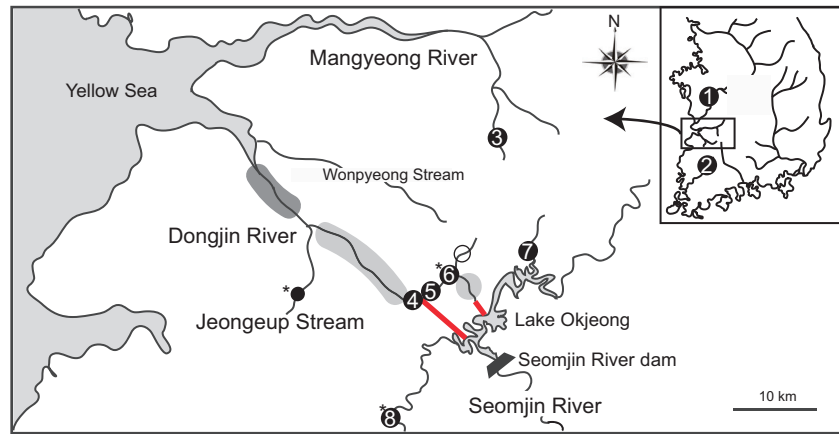 N
Mangyeong River
Yellow Sea
1
3
Wonpyeong Stream
2
Dongjin River
7
* 6
5
4
*
Jeongeup Stream
Lake Okjeong
Seomjin River dam
Seomjin River
10 km
* 8